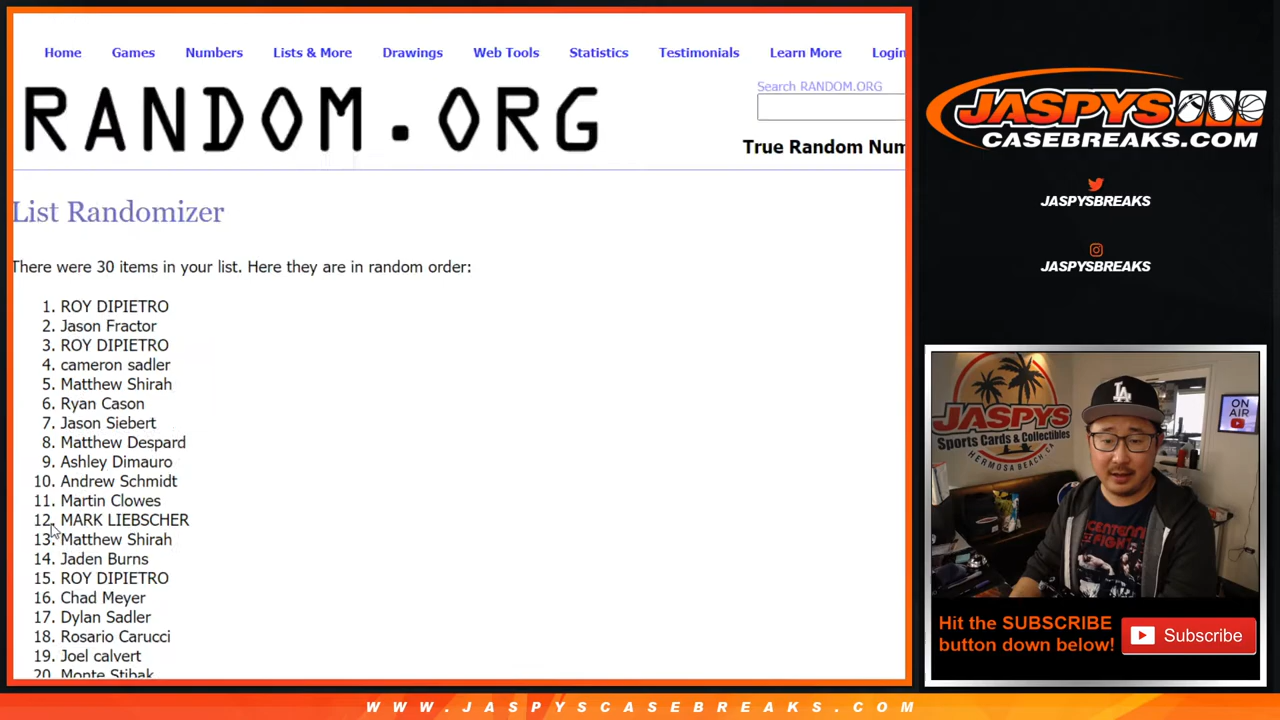 Home Games Numbers Lists & More Drawings Web Tools Statistics Testimonials Learn More Login
RANDOM.ORG
Search RANDOM.ORG
True Random Num
List Randomizer
There were 30 items in your list. Here they are in random order:
1. ROY DIPIETRO
2. Jason Fractor
3. ROY DIPIETRO
4. cameron sadler
5. Matthew Shirah
6. Ryan Cason
7. Jason Siebert
8. Matthew Despard
9. Ashley Dimauro
10. Andrew Schmidt
11. Martin Clowes
12. MARK LIEBSCHER
13. Matthew Shirah
14. Jaden Burns
15. ROY DIPIETRO
16. Chad Meyer
17. Dylan Sadler
18. Rosario Carucci
19. Joel calvert
20. Monte Stibak
JASPYS
CASEBREAKS.COM
JASPYSBREAKS
JASPYSBREAKS
JASPYS
Sports Cards & Collectibles
HERMOSA BEACH, CA
LA
ON
AIR
Hit the SUBSCRIBE
button down below!
Subscribe
WWW.JASPYSCASEBREAKS.COM